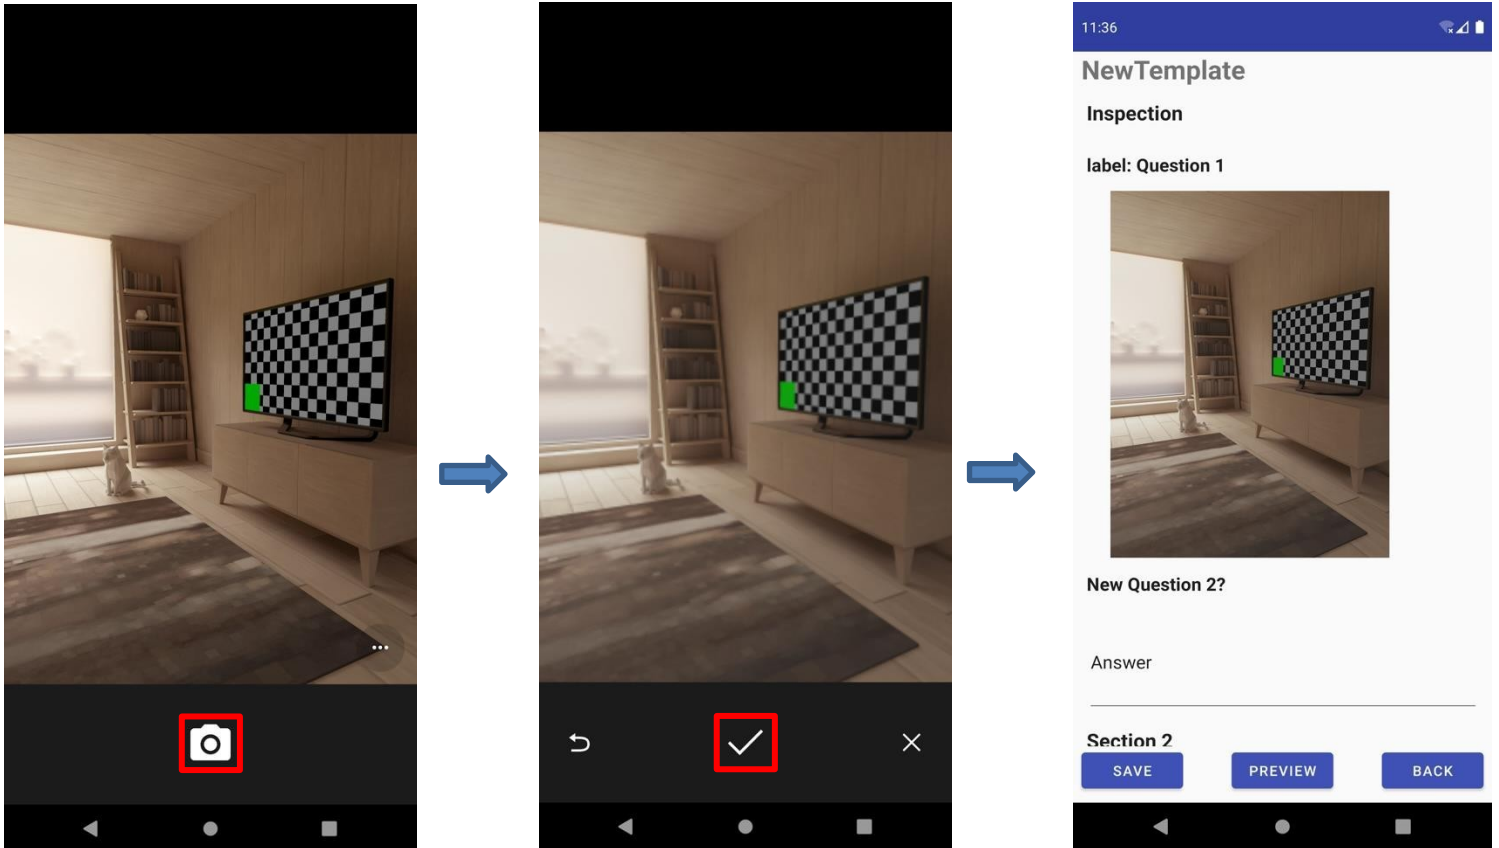 11:36
NewTemplate
Inspection
label: Question 1
New Question 2?
Answer
Section 2
SAVE
PREVIEW
BACK